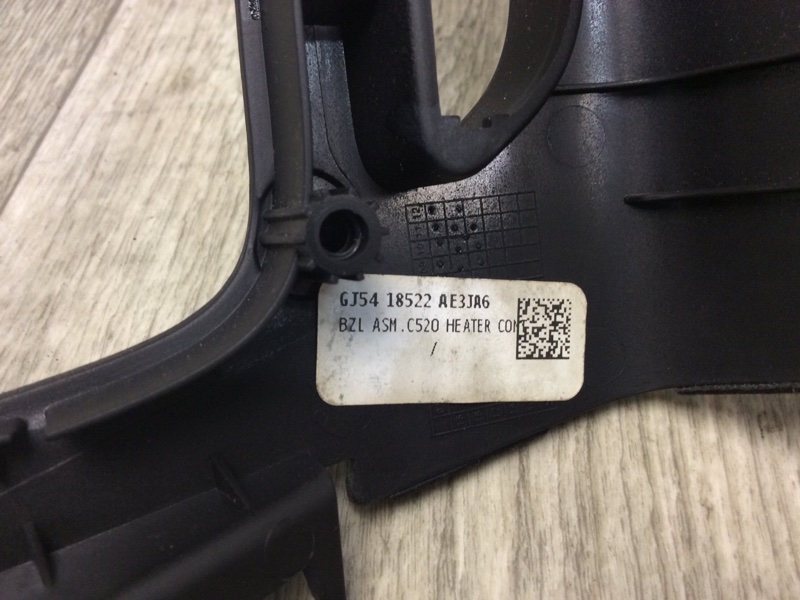 GJ54 18522 AE3JA6
BZL ASM.C520 HEATER CON
/